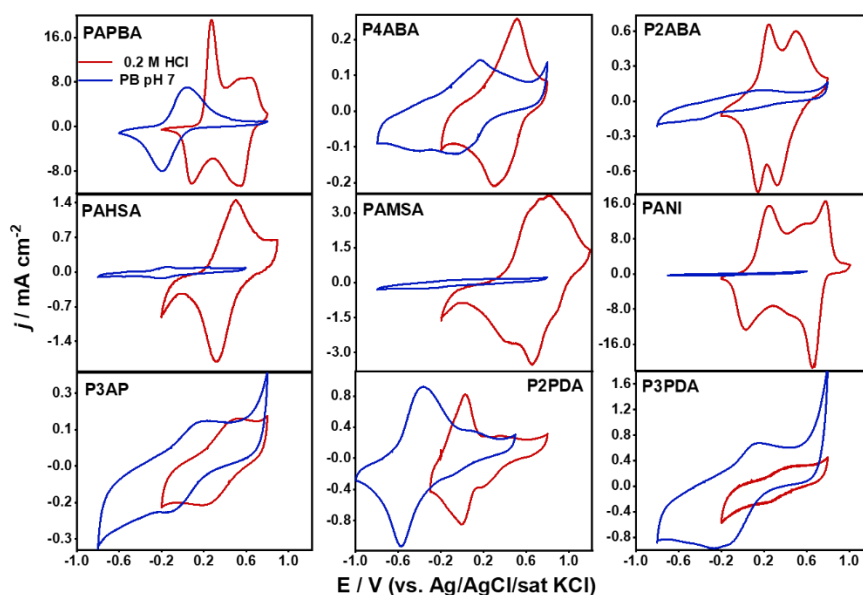 PAPBA
0.2 M HCl
PB pH 7
16.0
8.0
0.0
-8.0
P4ABA
0.2
0.1
0.0
-0.1
-0.2
P2ABA
0.6
0.3
0.0
-0.3
-0.6
PAHSA
1.4
0.7
0.0
-0.7
-1.4
PAMSA
3.0
1.5
0.0
-1.5
-3.0
PANI
16.0
8.0
0.0
-8.0
-16.0
P3AP
0.3
0.1
-0.0
-0.2
-0.3
P2PDA
0.8
0.4
0.0
-0.4
-0.8
P3PDA
1.6
1.2
0.8
0.4
0.0
-0.4
-0.8
-1.0 -0.6 -0.2 0.2 0.6 1.0
-1.0 -0.6 -0.2 0.2 0.6 1.0
-1.0 -0.6 -0.2 0.2 0.6 1.0
j / mA cm-2
E / V (vs. Ag/AgCl/sat KCl)